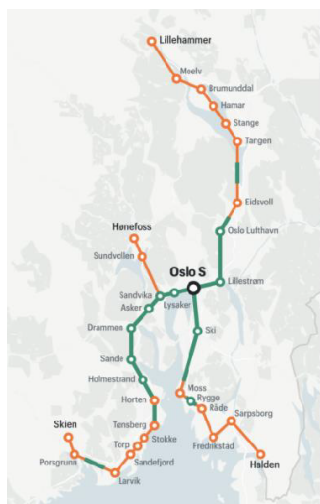 Lillehammer
Moelv
Brumunddal
Hamar
Stange
Tangen
Eidsvoll
Hønefoss
Oslo Lufthavn
Sundvollen
Oslo S
Sandvika
Lillestrøm
Asker
Lysaker
Drammen
Ski
Sande
Holmestrand
Moss
Rygge
Horten
Råde
Sarpsborg
Tønsberg
Skien
Stokke
Fredrikstad
Torp
Halden
Porsgrunn
Sandefjord
Larvik